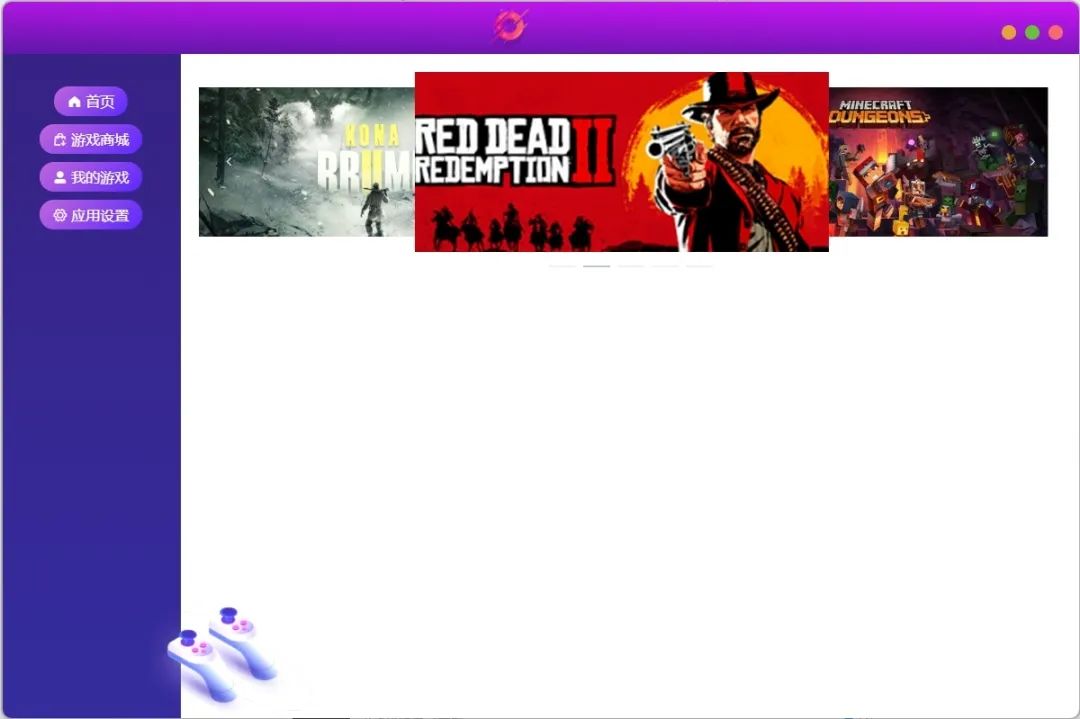 首页
游戏商城
我的游戏
应用设置
KONA
RED DEAD
REDEMPTION II
MINECRAFT
DUNGEONS